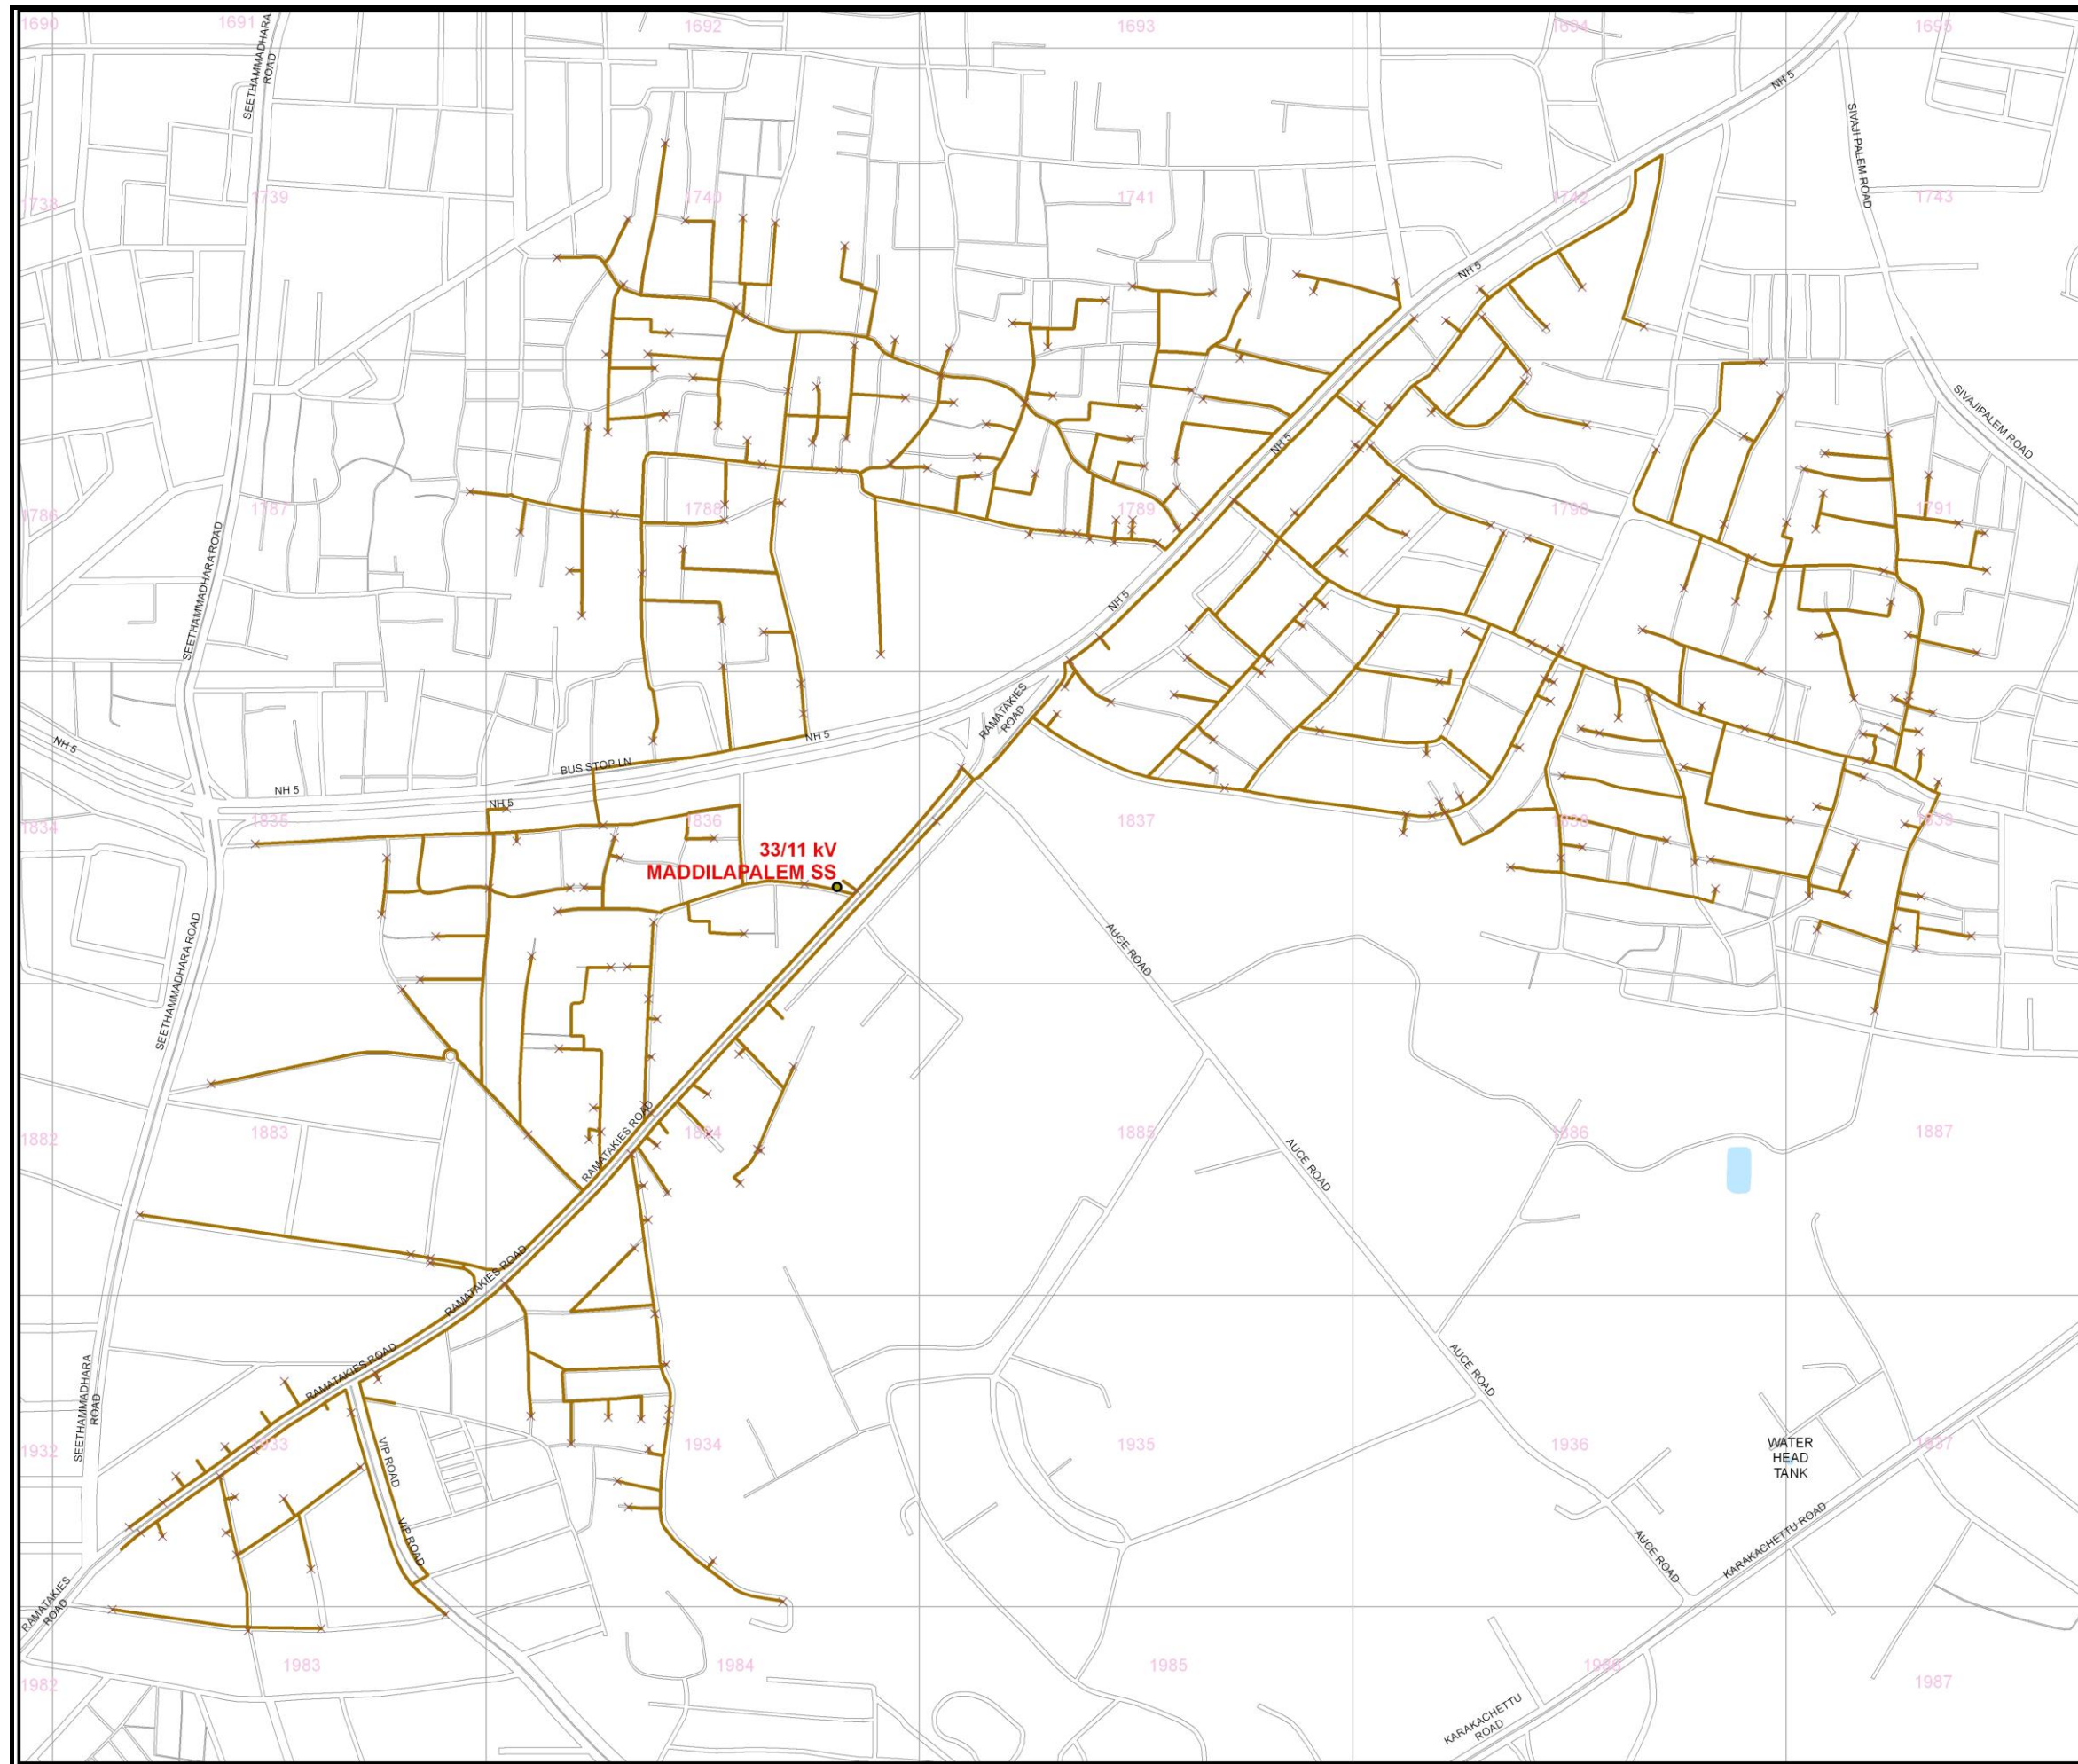 1690
1691
1692
1693
1694
1695
SEETHAMMADHARA
ROAD
NH 5
SIVAJI PALEM ROAD
1738
1739
1740
1741
1742
1743
NH 5
SIVAJIPALEM ROAD
NH 5
1786
1787
1788
1789
1790
1791
SEETHAMMADHARA ROAD
NH 5
RAMATAKIES
ROAD
NH 5
NH 5
BUS STOP LN
NH 5
NH 5
1834
1835
1836
1837
1838
1839
33/11 kV
MADDILAPALEM SS
SEETHAMMADHARA ROAD
AUCE ROAD
1882
1883
1884
1885
1886
1887
RAMATAKIES ROAD
AUCE ROAD
RAMATAKIES ROAD
RAMATAKIES ROAD
AUCE ROAD
SEETHAMMADHARA
ROAD
1932
1933
1934
1935
1936
1937
VIP ROAD
WATER
HEAD
TANK
VIP ROAD
AUCE ROAD
KARAKACHETTU ROAD
RAMATAKIES
ROAD
1982
1983
1984
1985
1986
1987
KARAKACHETTU
ROAD